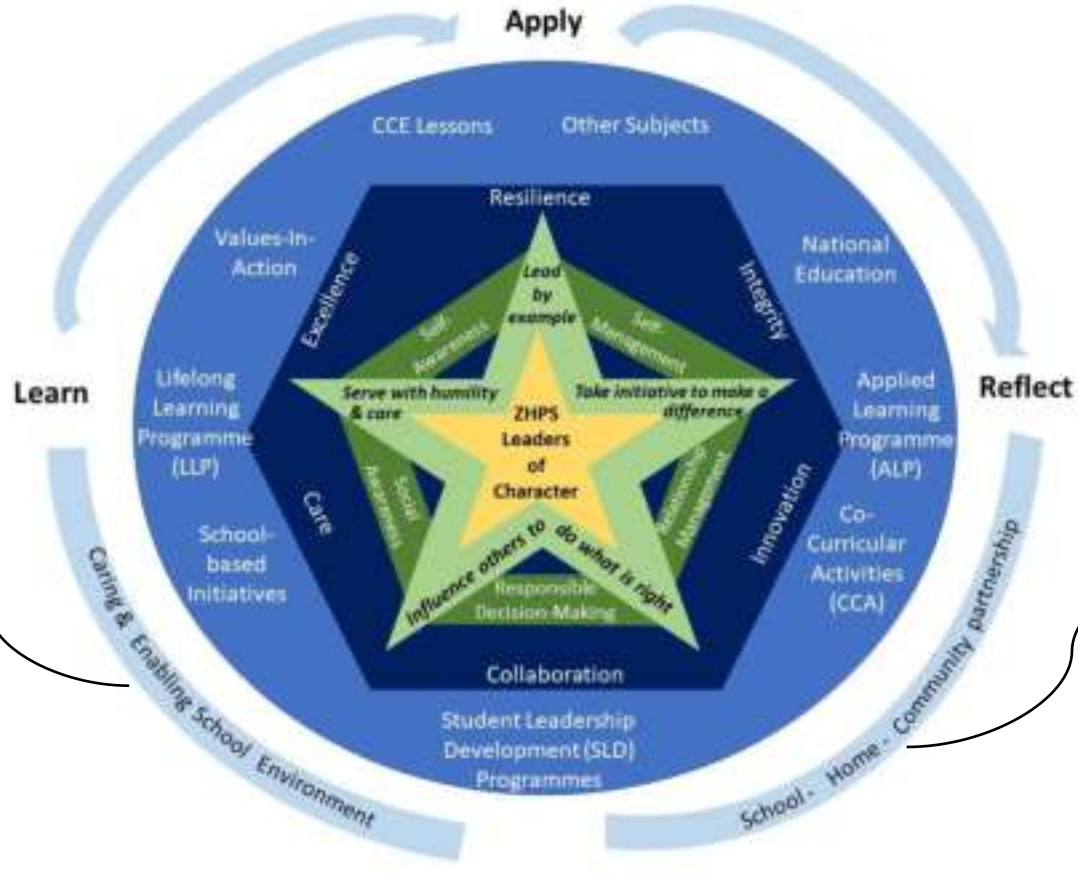 Apply
CCE Lessons
Other Subjects
Resilience
Values-In-
Action
National
Education
Excellence
Integrity
Lead
by
example
Self-
Awareness
Self-
Management
Learn
Reflect
Lifelong
Learning
Programme
(LLP)
Serve with humility
& care
Take initiative to make a
difference
Applied
Learning
Programme
(ALP)
ZHPS
Leaders
of
Character
Social
Awareness
Relationship
Management
Care
Innovation
School-
based
Initiatives
Co-
Curricular
Activities
(CCA)
Influence others to
do what is right
Responsible
Decision-Making
Collaboration
Student Leadership
Development (SLD)
Programmes
Caring & Enabling School Environment
School - Home - Community partnership